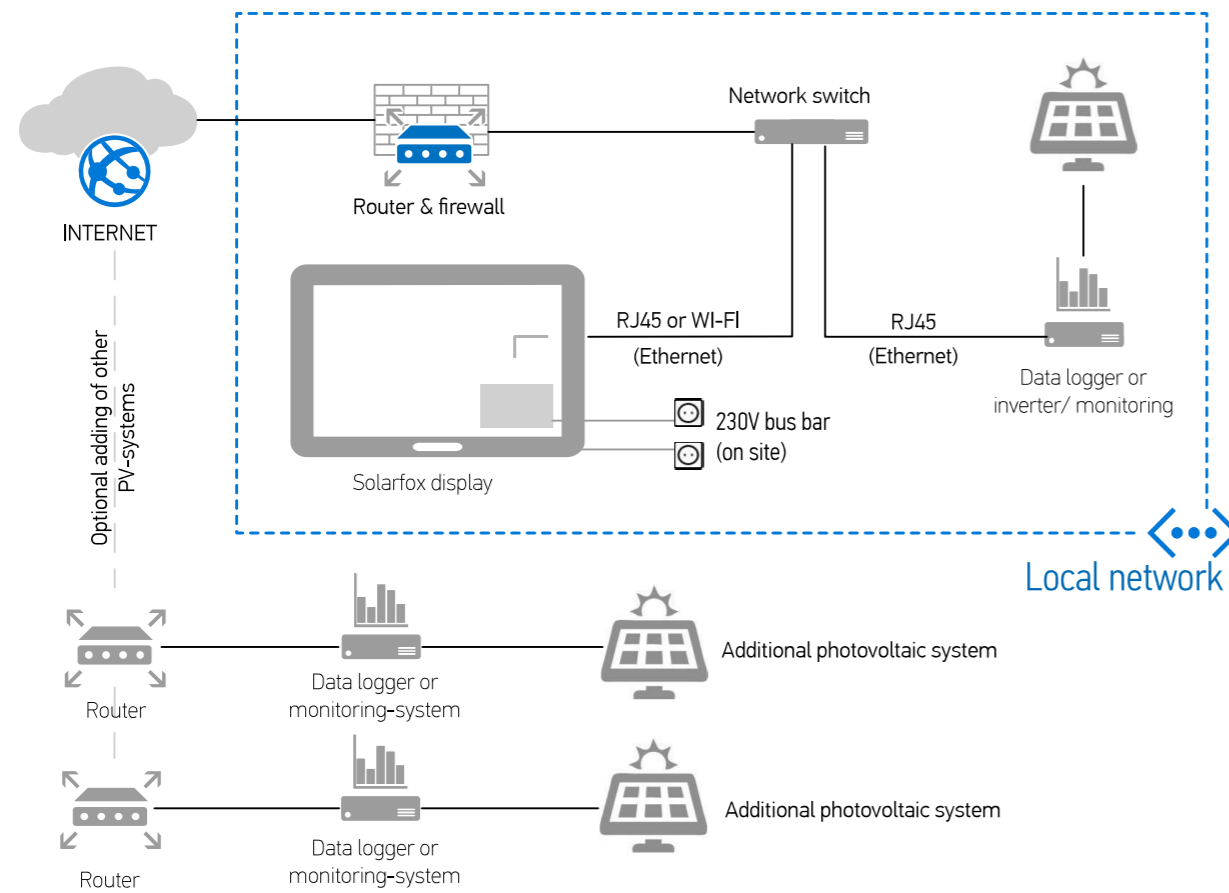 Network switch
Router & firewall
INTERNET
RJ45 or WI-FI
(Ethernet)
RJ45
(Ethernet)
Data logger or
inverter/ monitoring
230V bus bar
(on site)
Solarfox display
Optional adding of other
PV-systems
Local network
Additional photovoltaic system
Data logger or
monitoring-system
Router
Additional photovoltaic system
Data logger or
monitoring-system
Router